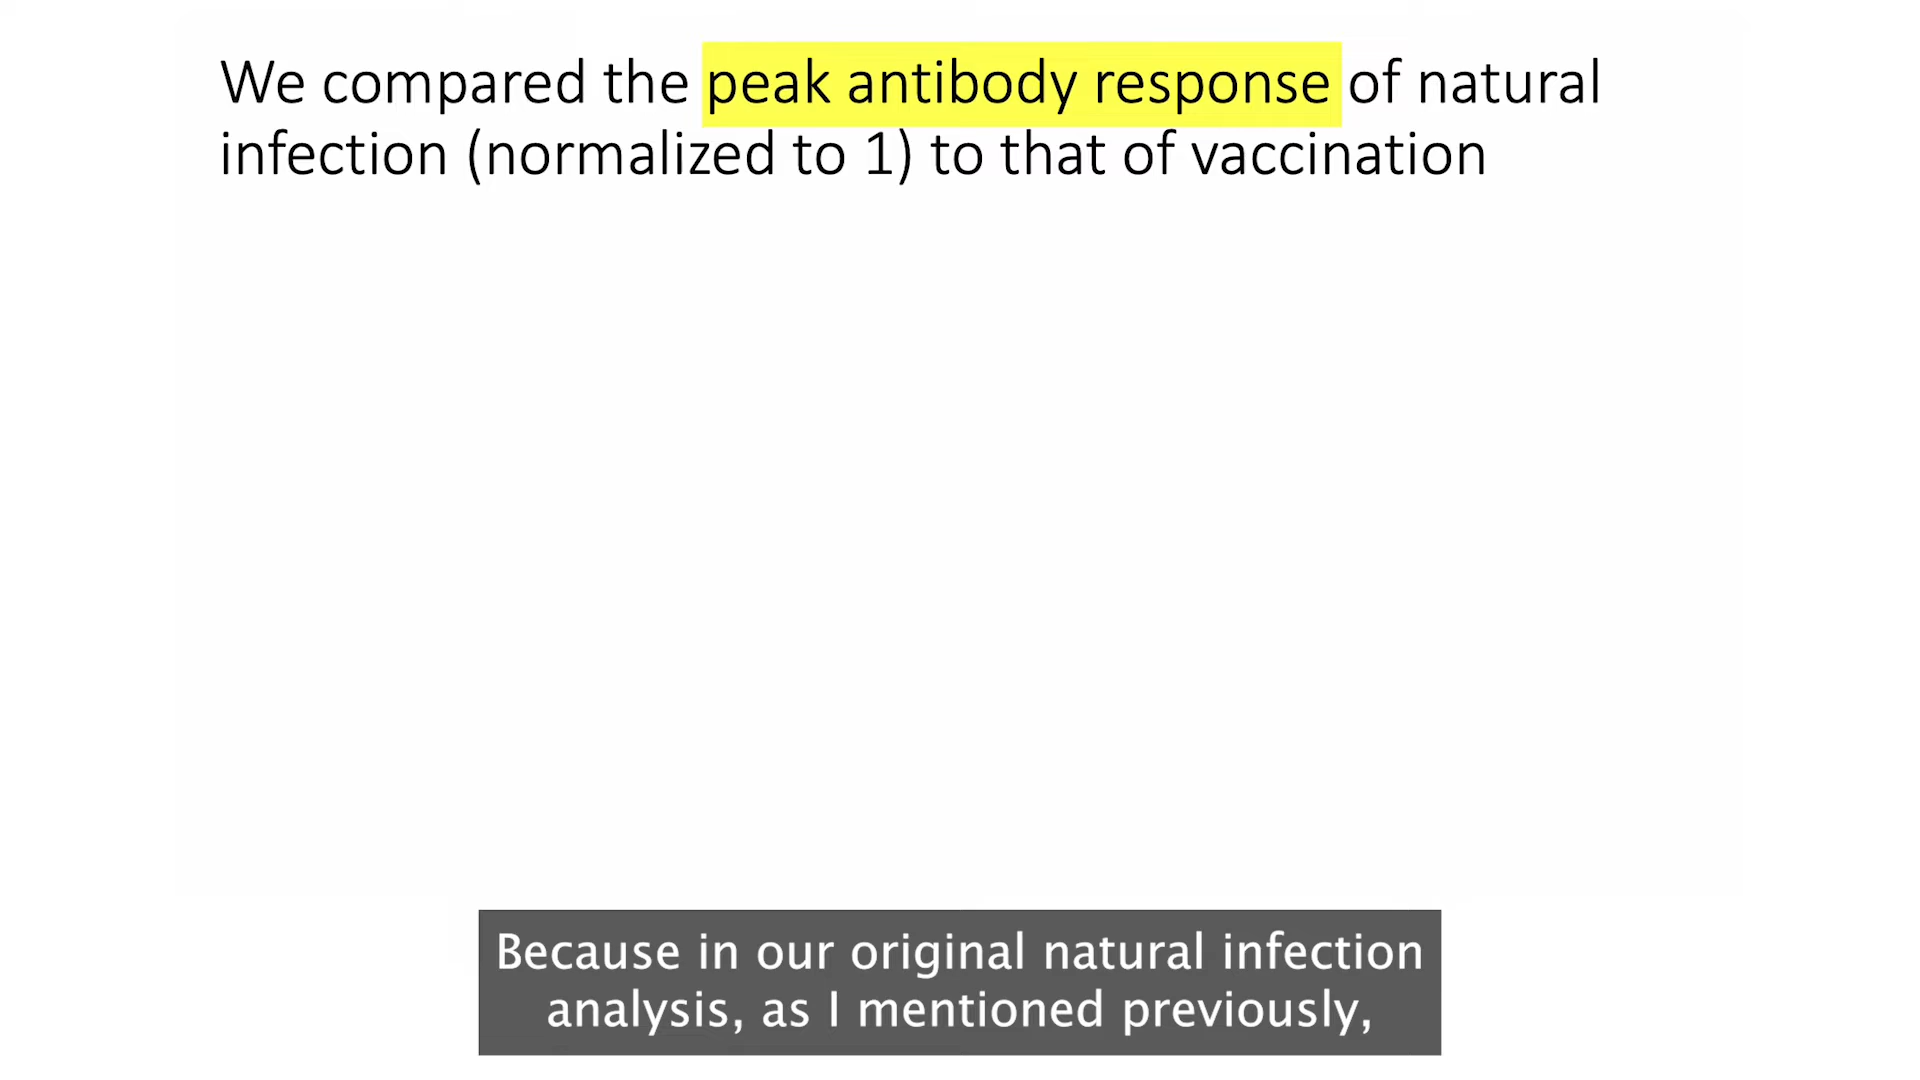 We compared the peak antibody response of natural
infection (normalized to 1) to that of vaccination
Because in our original natural infection
analysis, as I mentioned previously,